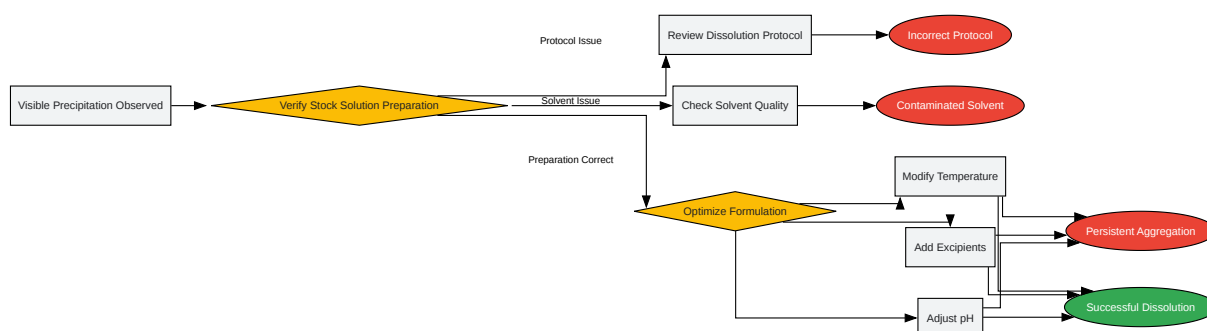 Protocol Issue
Review Dissolution Protocol
Incorrect Protocol
Visible Precipitation Observed
Verify Stock Solution Preparation
Solvent Issue
Check Solvent Quality
Contaminated Solvent
Preparation Correct
Modify Temperature
Optimize Formulation
Persistent Aggregation
Add Excipients
Successful Dissolution
Adjust pH